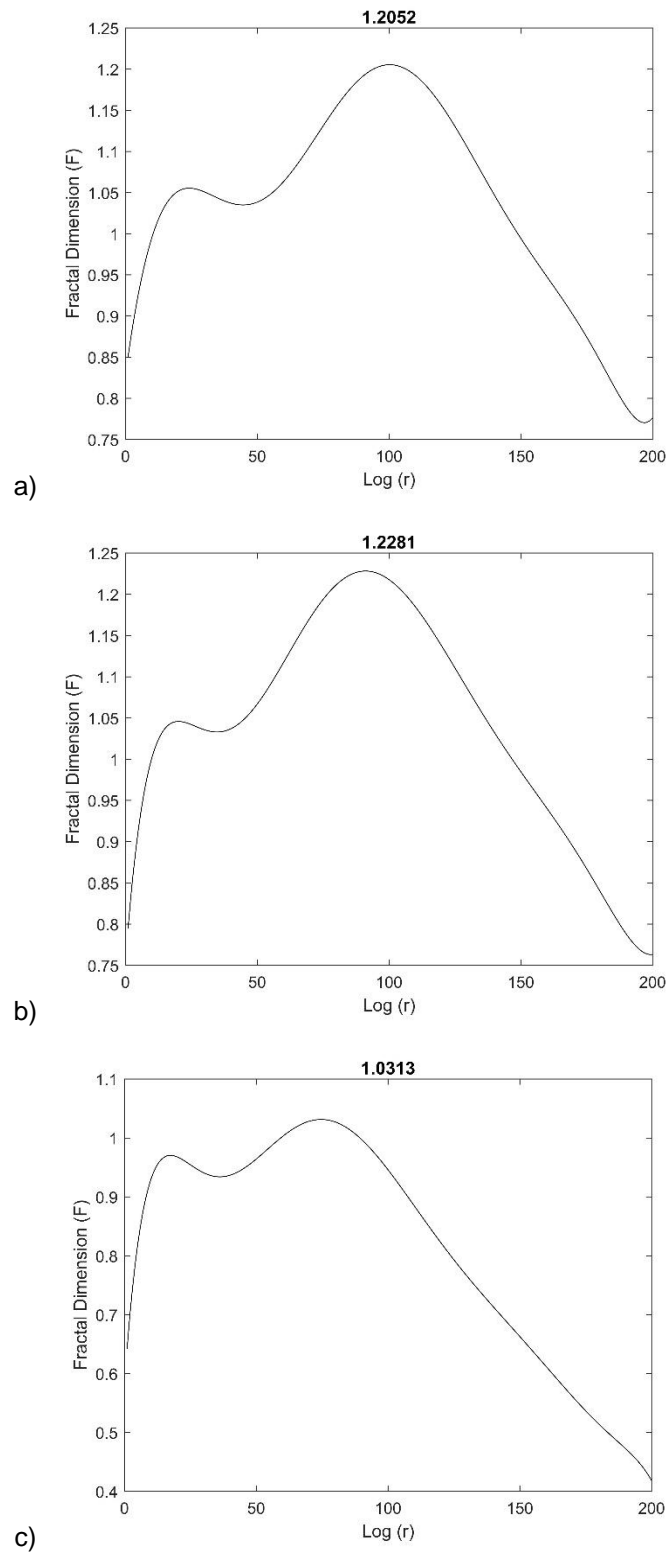 1.2052
1.25
1.2
1.15
1.1
1.05
1
0.95
0.9
0.85
0.8
0.75
Fractal Dimension (F)
0 50 100 150 200
Log (r)
a)
1.2281
1.25
1.2
1.15
1.1
1.05
1
0.95
0.9
0.85
0.8
0.75
Fractal Dimension (F)
0 50 100 150 200
Log (r)
b)
1.0313
1.1
1
0.9
0.8
0.7
0.6
0.5
0.4
Fractal Dimension (F)
0 50 100 150 200
Log (r)
c)